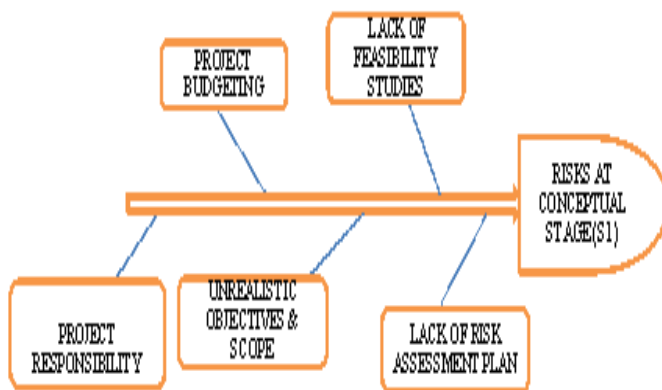 PROJECT
BUDGETING
LACK OF
FEASIBILITY
STUDIES
RISKS AT
CONCEPTUAL
STAGE(S1)
PROJECT
RESPONSIBILITY
UNREALISTIC
OBJECTIVES &
SCOPE
LACK OF RISK
ASSESSMENT PLAN